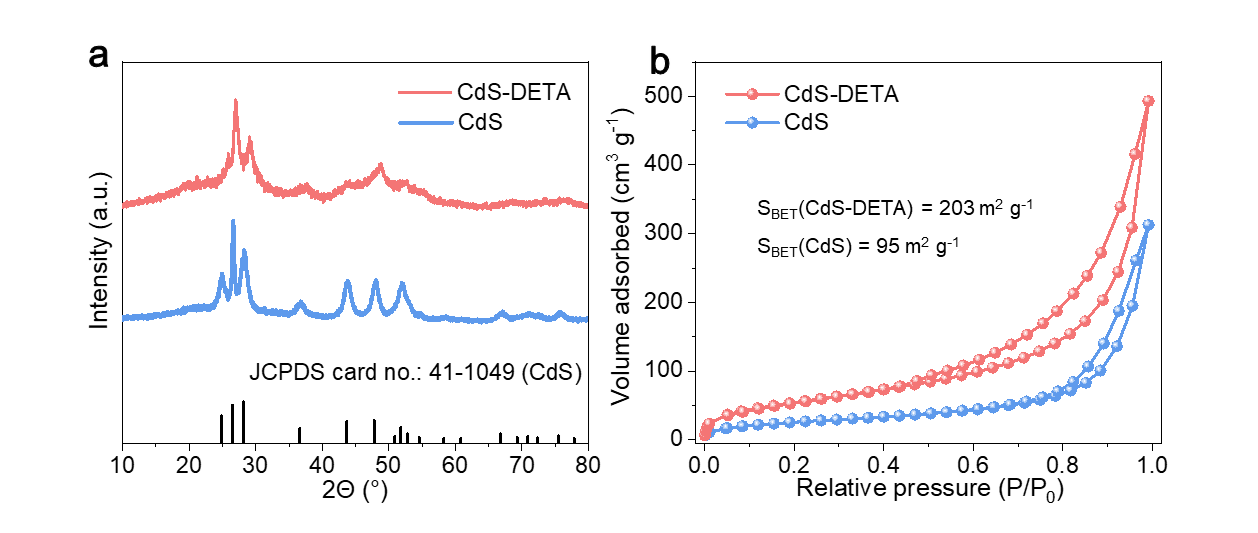 a
CdS-DETA
CdS
JCPDS card no.: 41-1049 (CdS)
Intensity (a.u.)
10 20 30 40 50 60 70 80
2Θ (°)
b
CdS-DETA
CdS
S_BET(CdS-DETA) = 203 m² g⁻¹
S_BET(CdS) = 95 m² g⁻¹
Volume adsorbed (cm³ g⁻¹)
500
400
300
200
100
0
0.0 0.2 0.4 0.6 0.8 1.0
Relative pressure (P/P₀)